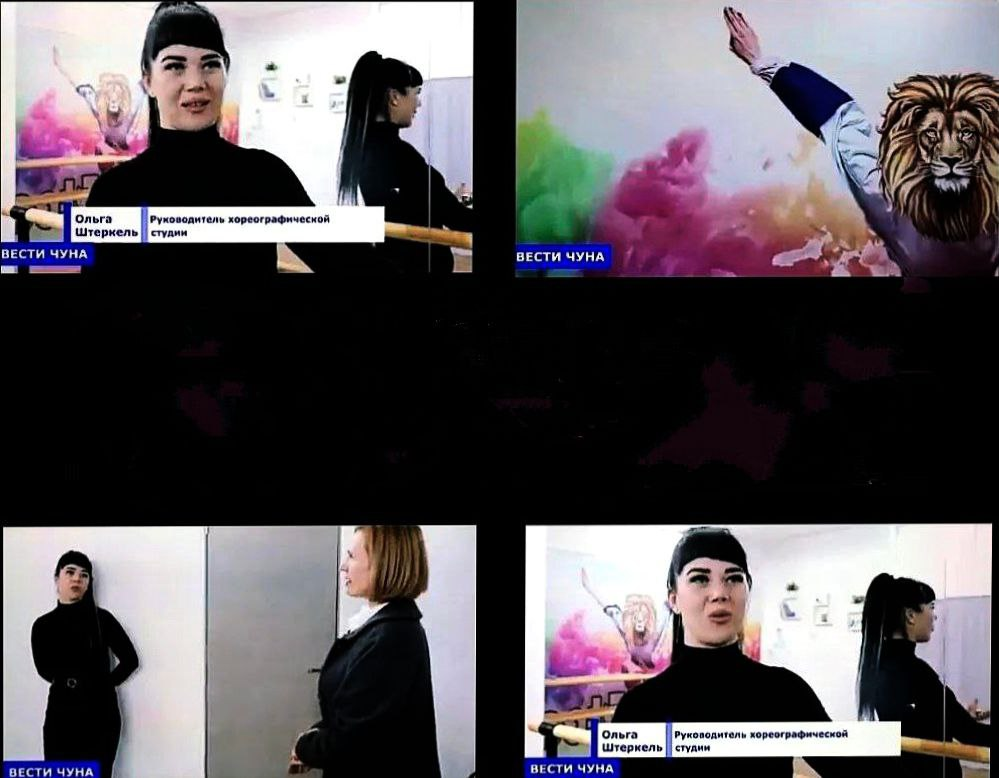 Ольга
Штеркель
Руководитель хореографической
студии
ВЕСТИ ЧУНА
ВЕСТИ ЧУНА
ВЕСТИ ЧУНА
Ольга
Штеркель
Руководитель хореографической
студии
ВЕСТИ ЧУНА